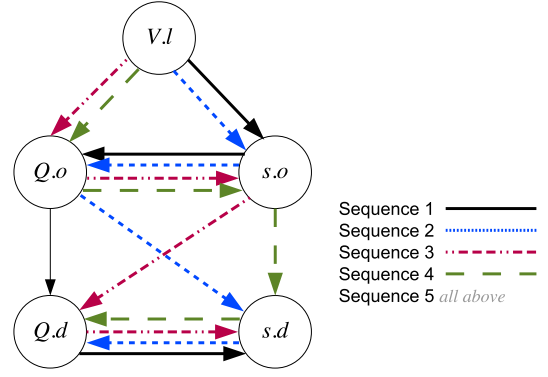 V.l
Q.o
s.o
Sequence 1
Sequence 2
Sequence 3
Sequence 4
Sequence 5 all above
Q.d
s.d